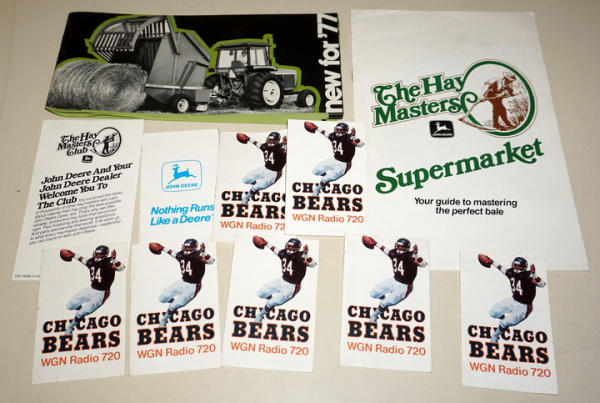 new for '77
The Hay
Masters
JOHN DEERE
Supermarket
Your guide to mastering
the perfect bale
The Hay
Masters
Club
John Deere And Your
John Deere Dealer
Welcome You To
The Club
JOHN DEERE
Nothing Runs
Like a Deere
34
CHICAGO
BEARS
WGN Radio 720
34
CHICAGO
BEARS
WGN Radio 720
34
CHICAGO
BEARS
WGN Radio 720
34
CHICAGO
BEARS
WGN Radio 720
34
CHICAGO
BEARS
WGN Radio 720
34
CHICAGO
BEARS
WGN Radio 720
34
CHICAGO
BEARS
WGN Radio 720